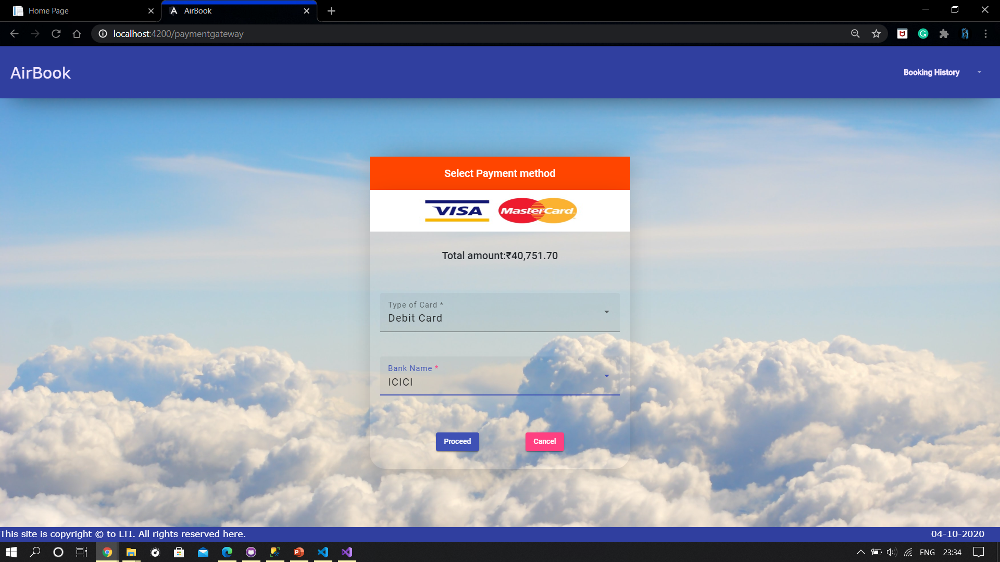 Home Page
AirBook
localhost:4200/paymentgateway
AirBook
Booking History
Select Payment method
VISA MasterCard
Total amount:₹40,751.70
Type of Card *
Debit Card
Bank Name *
ICICI
Proceed
Cancel
This site is copyright © to LTI. All rights reserved here.
04-10-2020
ENG
23:34